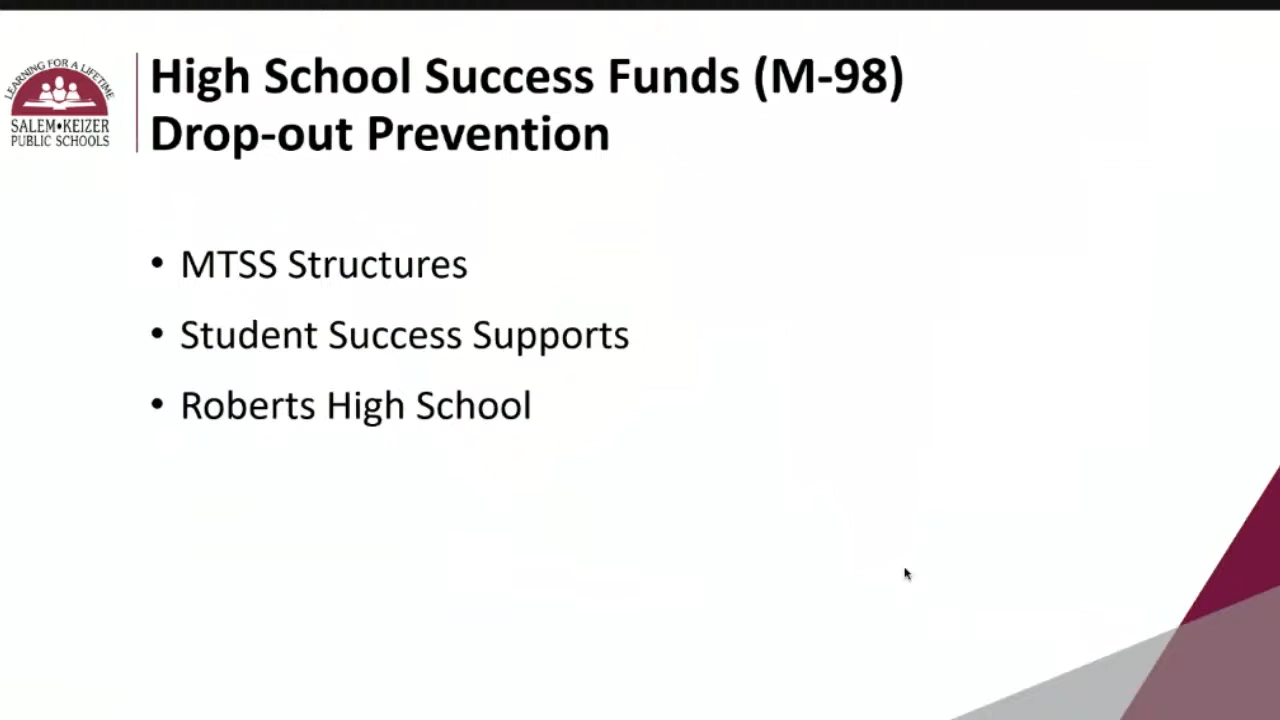 LEARNING FOR A LIFETIME
SALEM♦KEIZER
PUBLIC SCHOOLS
High School Success Funds (M-98)
Drop-out Prevention
• MTSS Structures
• Student Success Supports
• Roberts High School